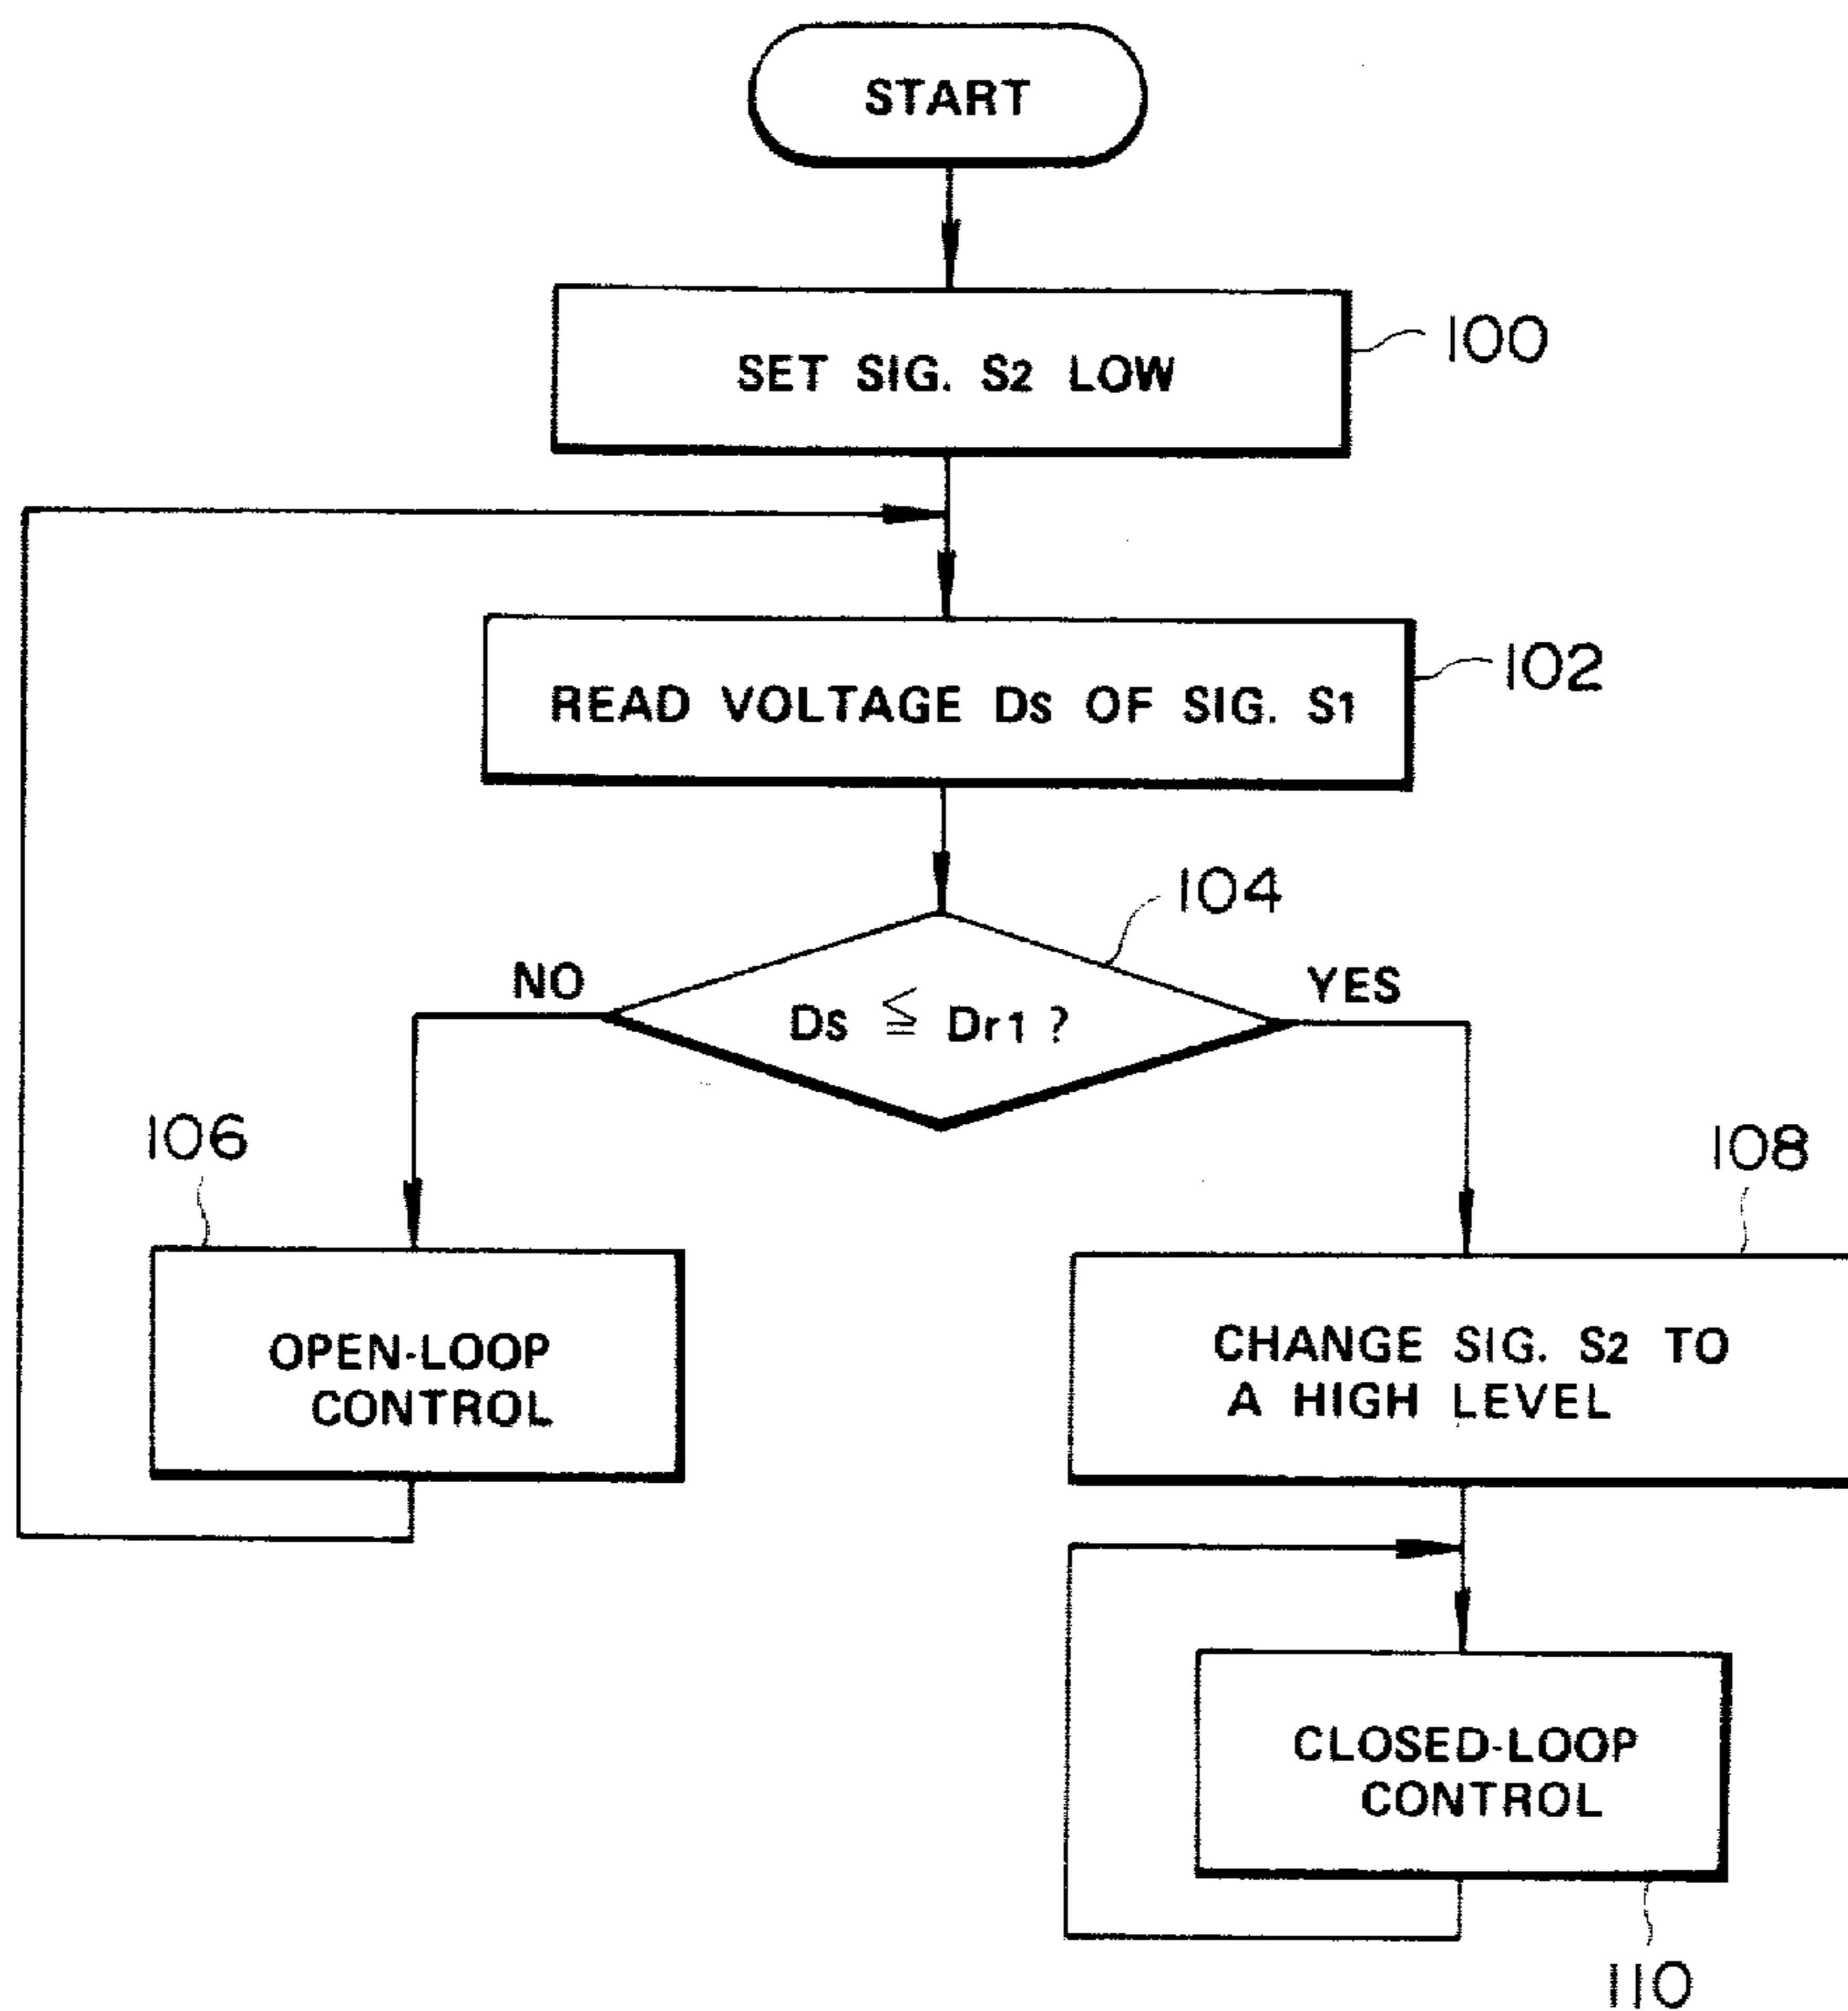 START
SET SIG. S2 LOW
100
READ VOLTAGE DS OF SIG. S1
102
104
NO
DS ≦ Dr1 ?
YES
106
108
OPEN-LOOP
CONTROL
CHANGE SIG. S2 TO
A HIGH LEVEL
CLOSED-LOOP
CONTROL
110